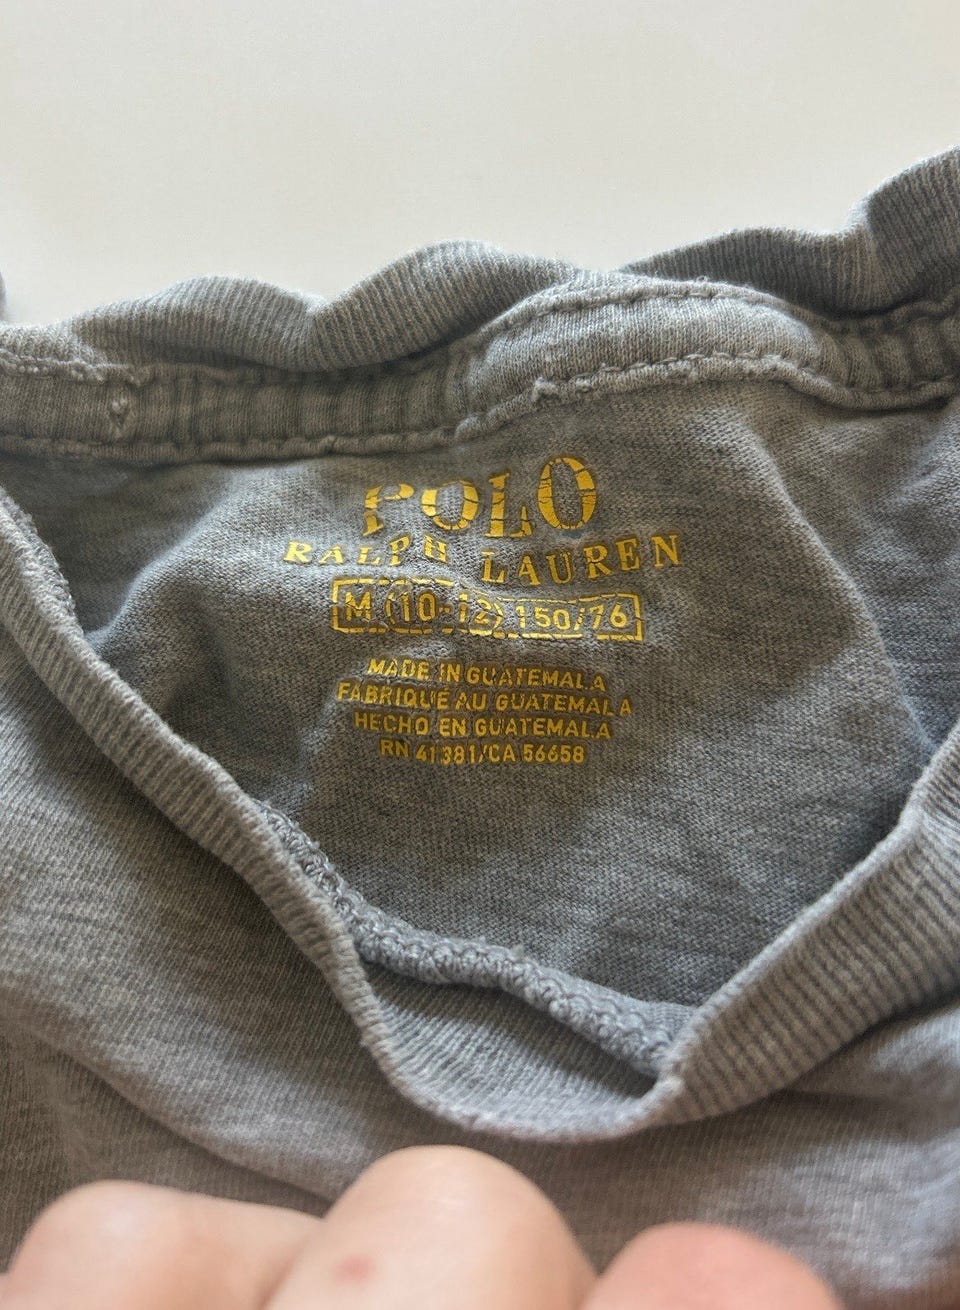 POLO
RALPH LAUREN
M (10-12) 150/76
MADE IN GUATEMALA
FABRIQUÉ AU GUATEMALA
HECHO EN GUATEMALA
RN 41381/CA 56658